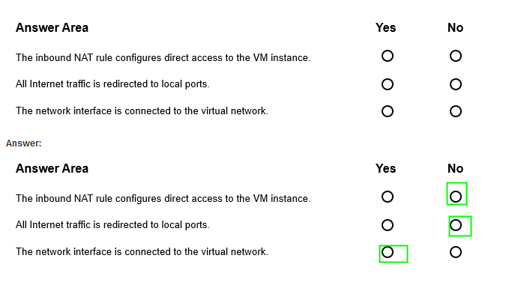 Answer Area Yes No
The inbound NAT rule configures direct access to the VM instance.
All Internet traffic is redirected to local ports.
The network interface is connected to the virtual network.
Answer:
Answer Area Yes No
The inbound NAT rule configures direct access to the VM instance.
All Internet traffic is redirected to local ports.
The network interface is connected to the virtual network.